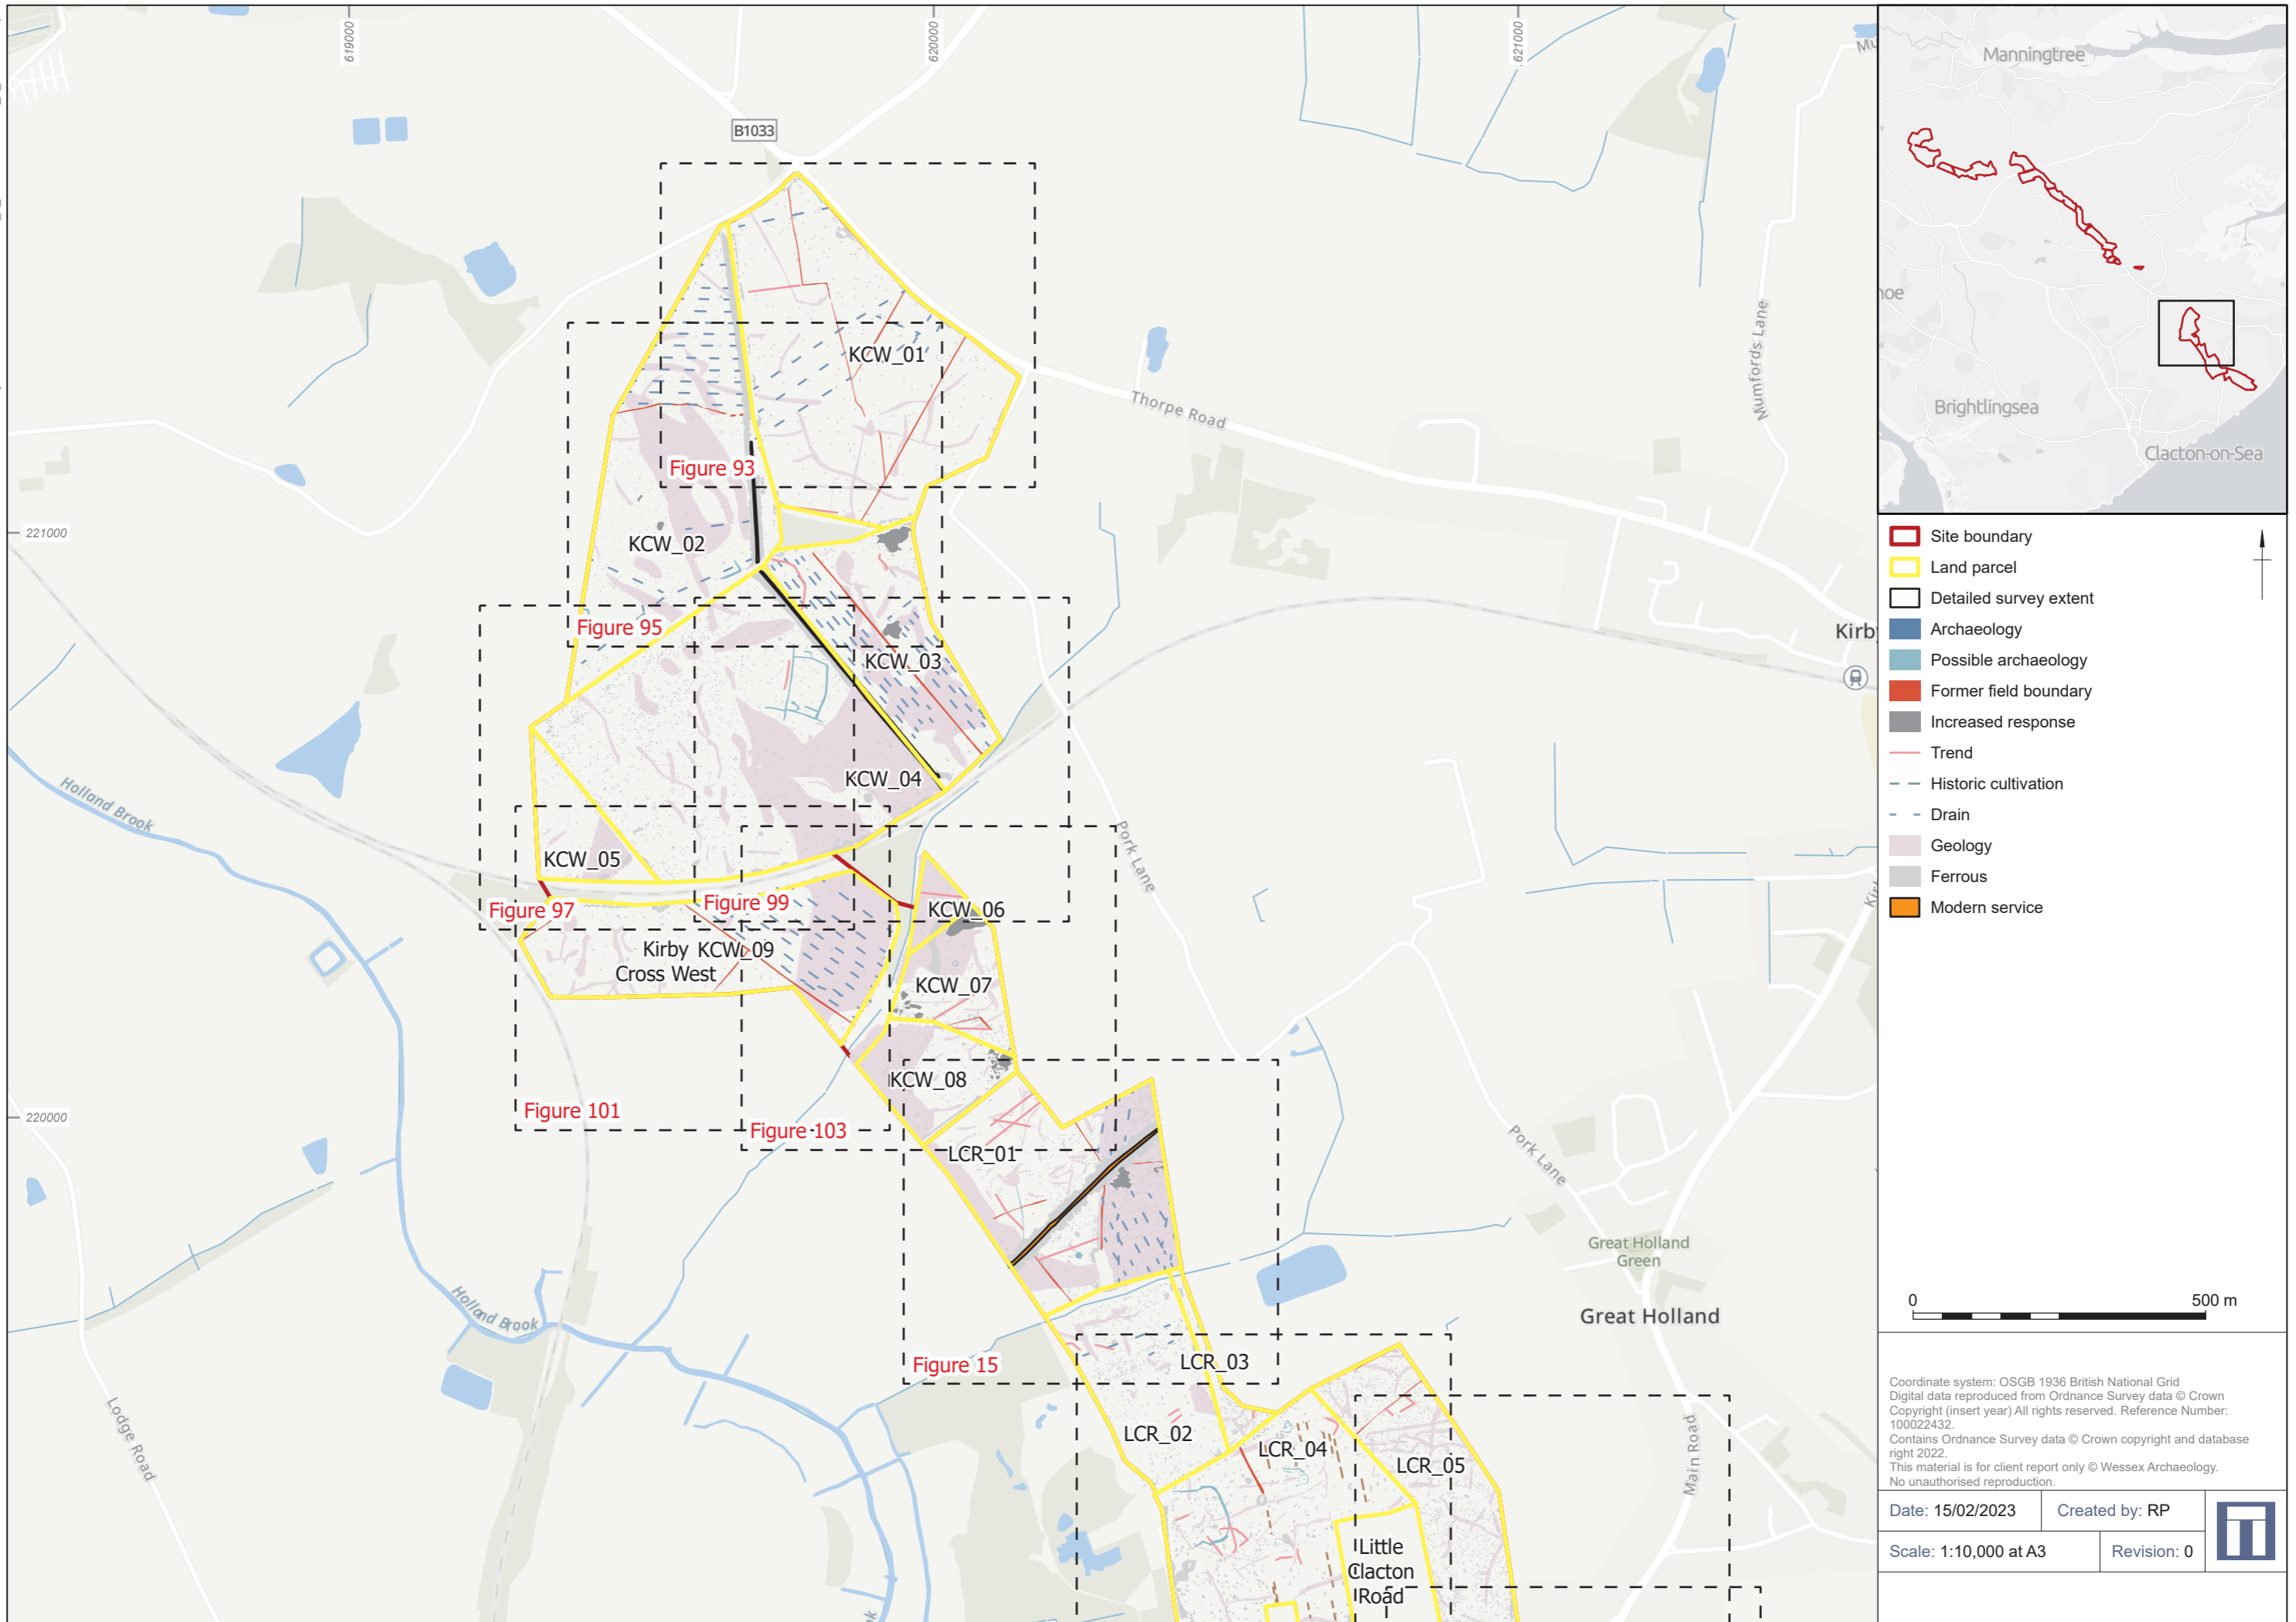 619000
620000
621000
B1033
Mu
Mumfords Lane
KCW_01
Thorpe Road
Figure 93
221000
KCW_02
Kirby
Figure 95
KCW_03
KCW_04
Holland Brook
Pork Lane
KCW_05
Figure 97
Figure 99
KCW_06
Kirby
Cross West
KCW_09
KCW_07
KCW_08
220000
Figure 101
Figure 103
LCR_01
Pork Lane
Great Holland
Green
Great Holland
Holland Brook
Figure 15
LCR_03
LCR_02
LCR_04
LCR_05
Lodge Road
Main Road
Little
Clacton
Road
Manningtree
hoe
Brightlingsea
Clacton-on-Sea
Site boundary
Land parcel
Detailed survey extent
Archaeology
Possible archaeology
Former field boundary
Increased response
Trend
Historic cultivation
Drain
Geology
Ferrous
Modern service
0 500 m
Coordinate system: OSGB 1936 British National Grid
Digital data reproduced from Ordnance Survey data © Crown
Copyright (insert year) All rights reserved. Reference Number:
100022432.
Contains Ordnance Survey data © Crown copyright and database
right 2022.
This material is for client report only © Wessex Archaeology.
No unauthorised reproduction.
Date: 15/02/2023
Created by: RP
Scale: 1:10,000 at A3
Revision: 0